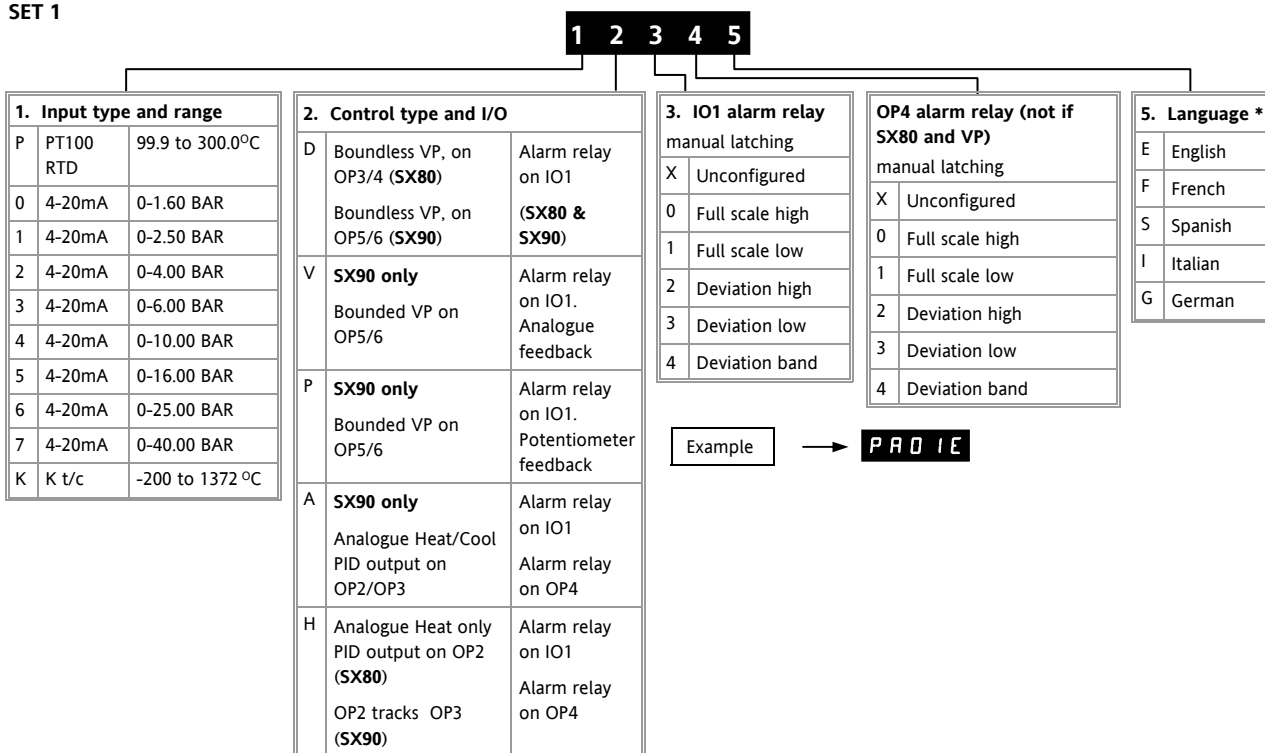 SET 1
1 2 3 4 5
1. Input type and range
P PT100 RTD 99.9 to 300.0OC
0 4-20mA 0-1.60 BAR
1 4-20mA 0-2.50 BAR
2 4-20mA 0-4.00 BAR
3 4-20mA 0-6.00 BAR
4 4-20mA 0-10.00 BAR
5 4-20mA 0-16.00 BAR
6 4-20mA 0-25.00 BAR
7 4-20mA 0-40.00 BAR
K K t/c -200 to 1372 OC
2. Control type and I/O
D Boundless VP, on
OP3/4 (SX80)
Boundless VP, on
OP5/6 (SX90)
Alarm relay
on IO1
(SX80 &
SX90)
V SX90 only
Bounded VP on
OP5/6
Alarm relay
on IO1.
Analogue
feedback
P SX90 only
Bounded VP on
OP5/6
Alarm relay
on IO1.
Potentiometer
feedback
A SX90 only
Analogue Heat/Cool
PID output on
OP2/OP3
Alarm relay
on IO1
Alarm relay
on OP4
H Analogue Heat only
PID output on OP2
(SX80)
OP2 tracks OP3
(SX90)
Alarm relay
on IO1
Alarm relay
on OP4
3. IO1 alarm relay
manual latching
X Unconfigured
0 Full scale high
1 Full scale low
2 Deviation high
3 Deviation low
4 Deviation band
OP4 alarm relay (not if
SX80 and VP)
manual latching
X Unconfigured
0 Full scale high
1 Full scale low
2 Deviation high
3 Deviation low
4 Deviation band
5. Language *
E English
F French
S Spanish
I Italian
G German
Example
PA01E